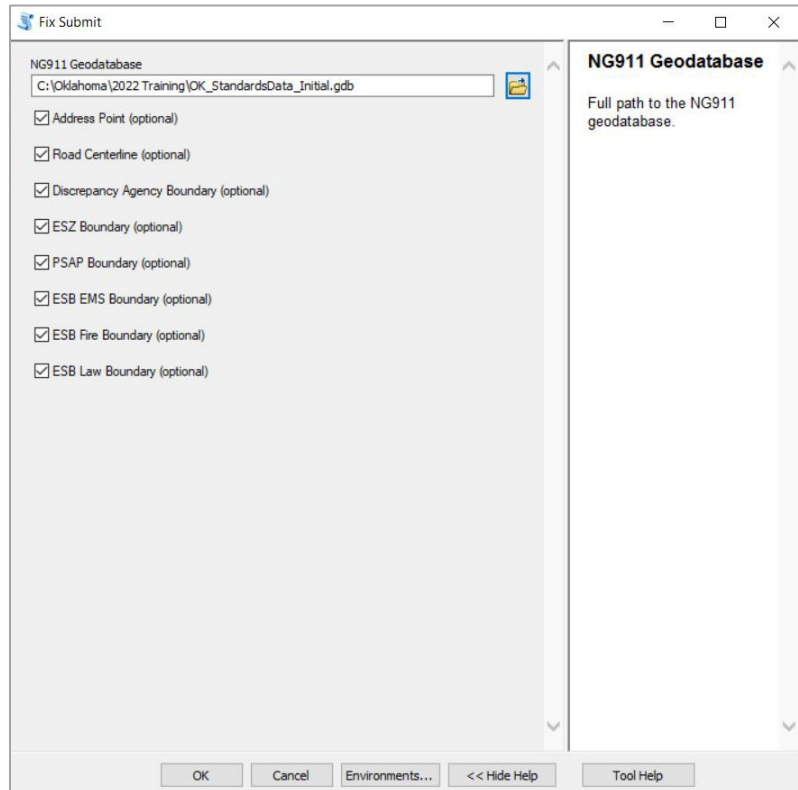 Fix Submit
NG911 Geodatabase
C:\Oklahoma\2022 Training\OK_StandardsData_Initial.gdb
Address Point (optional)
Road Centerline (optional)
Discrepancy Agency Boundary (optional)
ESZ Boundary (optional)
PSAP Boundary (optional)
ESB EMS Boundary (optional)
ESB Fire Boundary (optional)
ESB Law Boundary (optional)
NG911 Geodatabase
Full path to the NG911
geodatabase.
OK Cancel Environments... << Hide Help Tool Help